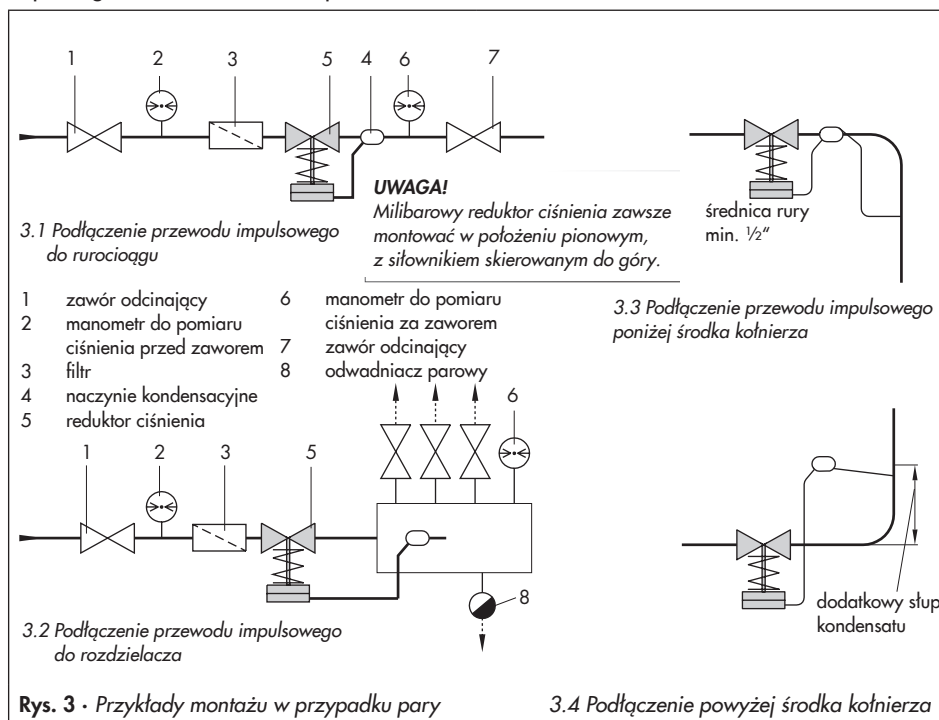 1 2 3 5 4 6 7
3.1 Podłączenie przewodu impulsowego
do rurociągu
UWAGA!
Milibarowy reduktor ciśnienia zawsze
montować w położeniu pionowym,
z siłownikiem skierowanym do góry.
średnica rury
min. ½“
3.3 Podłączenie przewodu impulsowego
poniżej środka kołnierza
1 zawór odcinający
2 manometr do pomiaru
ciśnienia przed zaworem
3 filtr
4 naczynie kondensacyjne
5 reduktor ciśnienia
6 manometr do pomiaru
ciśnienia za zaworem
7 zawór odcinający
8 odwadniacz parowy
6
1 2 3 5
8
3.2 Podłączenie przewodu impulsowego
do rozdzielacza
dodatkowy słup
kondensatu
Rys. 3 · Przykłady montażu w przypadku pary
3.4 Podłączenie powyżej środka kołnierza